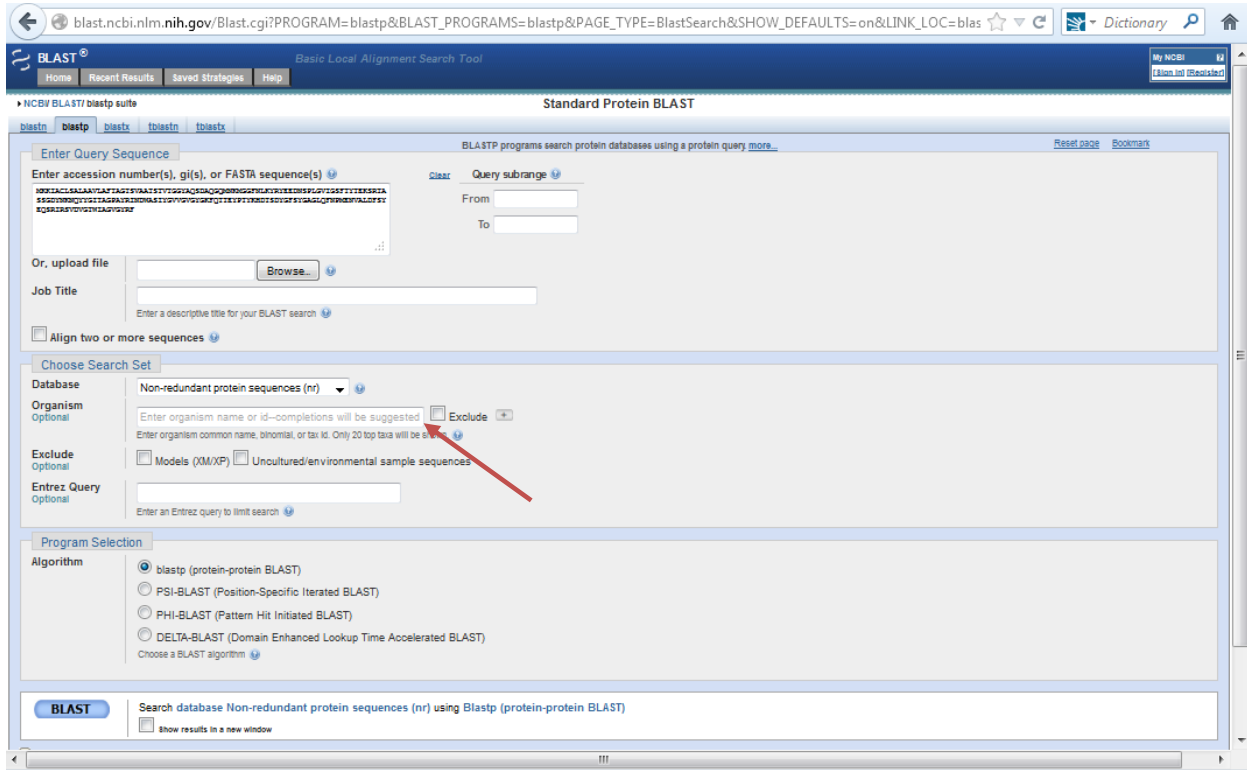 blast.ncbi.nlm.nih.gov/Blast.cgi?PROGRAM=blastp&BLAST_PROGRAMS=blastp&PAGE_TYPE=BlastSearch&SHOW_DEFAULTS=on&LINK_LOC=blas Dictionary
BLAST® Basic Local Alignment Search Tool My NCBI
Home Recent Results Saved Strategies Help [Sign In] [Register]
NCBI/ BLAST/ blastp suite Standard Protein BLAST
blastn blastp blastx tblastn tblastx
Enter Query Sequence BLASTP programs search protein databases using a protein query. more... Reset page Bookmark
Enter accession number(s), gi(s), or FASTA sequence(s) Clear Query subrange
From
To
Or, upload file Browse...
Job Title
Enter a descriptive title for your BLAST search
Align two or more sequences
Choose Search Set
Database Non-redundant protein sequences (nr)
Organism
Optional Enter organism name or id--completions will be suggested Exclude +
Enter organism common name, binomial, or tax id. Only 20 top taxa will be shown.
Exclude
Optional Models (XM/XP) Uncultured/environmental sample sequences
Entrez Query
Optional
Enter an Entrez query to limit search
Program Selection
Algorithm
blastp (protein-protein BLAST)
PSI-BLAST (Position-Specific Iterated BLAST)
PHI-BLAST (Pattern Hit Initiated BLAST)
DELTA-BLAST (Domain Enhanced Lookup Time Accelerated BLAST)
Choose a BLAST algorithm
BLAST Search database Non-redundant protein sequences (nr) using Blastp (protein-protein BLAST)
Show results in a new window